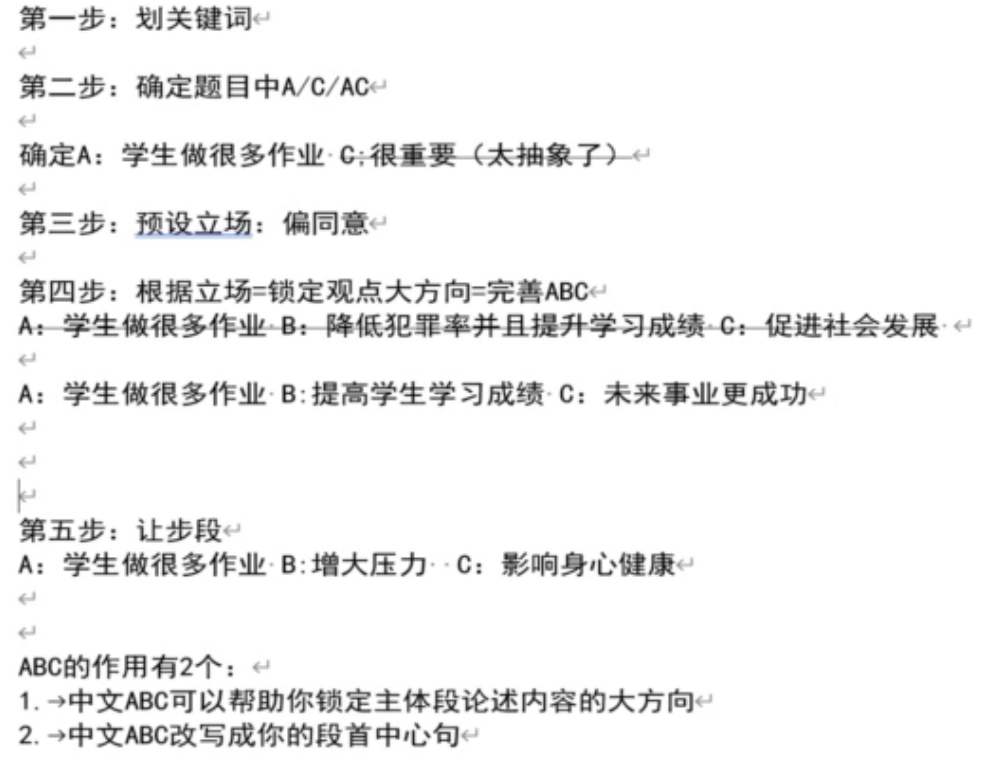 第一步：划关键词
第二步：确定题目中A/C/AC
确定A：学生做很多作业 C;很重要（太抽象了）
第三步：预设立场：偏同意
第四步：根据立场=锁定观点大方向=完善ABC
A：学生做很多作业 B：降低犯罪率并且提升学习成绩 C：促进社会发展
A：学生做很多作业 B:提高学生学习成绩 C：未来事业更成功
第五步：让步段
A：学生做很多作业 B:增大压力  C：影响身心健康
ABC的作用有2个：
1.→中文ABC可以帮助你锁定主体段论述内容的大方向
2.→中文ABC改写成你的段首中心句